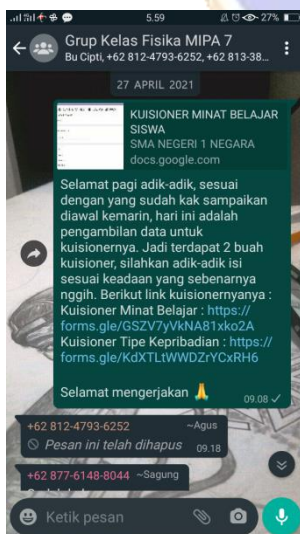 5.59
27%
Grup Kelas Fisika MIPA 7
Bu Cipti, +62 812-4793-6252, +62 813-38...
27 APRIL 2021
KUISIONER MINAT BELAJAR
SISWA
SMA NEGERI 1 NEGARA
docs.google.com
Selamat pagi adik-adik, sesuai
dengan yang sudah kak sampaikan
diawal kemarin, hari ini adalah
pengambilan data untuk
kuisionernya. Jadi terdapat 2 buah
kuisioner, silahkan adik-adik isi
sesuai keadaan yang sebenarnya
nggih. Berikut link kuisionernyanya :
Kuisioner Minat Belajar : https://
forms.gle/GSZV7yVkNA81xko2A
Kuisioner Tipe Kepribadian : https://
forms.gle/KdXTLtWWDZrYCxRH6
Selamat mengerjakan 🙏 09.08
+62 812-4793-6252 ~Agus
Pesan ini telah dihapus 09.18
+62 877-6148-8044 ~Sagung
Ketik pesan